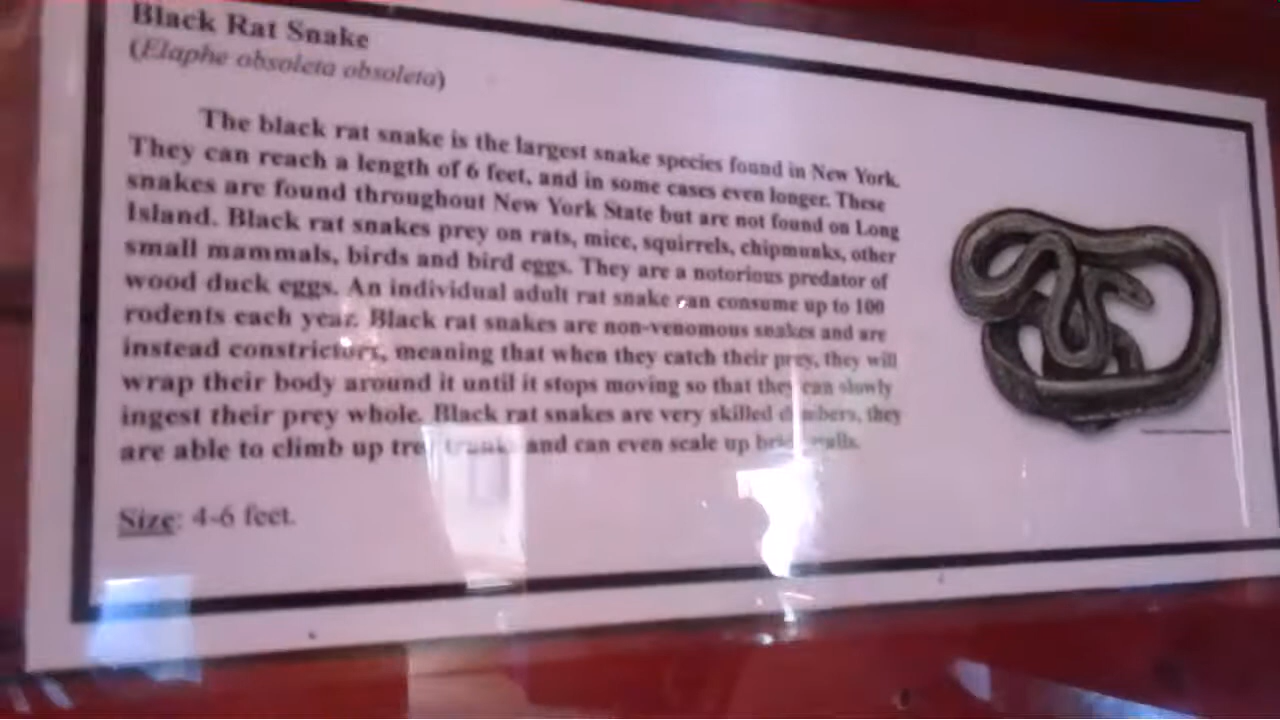 Black Rat Snake
(Elaphe obsoleta obsoleta)
The black rat snake is the largest snake species found in New York.
They can reach a length of 6 feet, and in some cases even longer. These
snakes are found throughout New York State but are not found on Long
Island. Black rat snakes prey on rats, mice, squirrels, chipmunks, other
small mammals, birds and bird eggs. They are a notorious predator of
wood duck eggs. An individual adult rat snake can consume up to 100
rodents each year. Black rat snakes are non-venomous snakes and are
instead constrictors, meaning that when they catch their prey, they will
wrap their body around it until it stops moving so that they can slowly
ingest their prey whole. Black rat snakes are very skilled climbers, they
are able to climb up tree trunks and can even scale up brick walls.
Size: 4-6 feet.